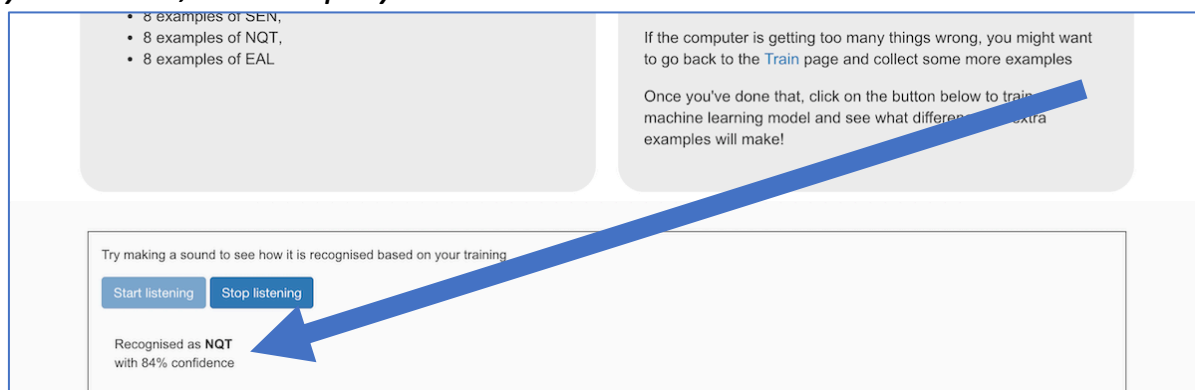 • 8 examples of SEN,
• 8 examples of NQT,
• 8 examples of EAL
If the computer is getting too many things wrong, you might want
to go back to the Train page and collect some more examples
Once you've done that, click on the button below to train
machine learning model and see what extra
examples will make!
Try making a sound to see how it is recognised based on your training
Start listening
Stop listening
Recognised as NQT
with 84% confidence